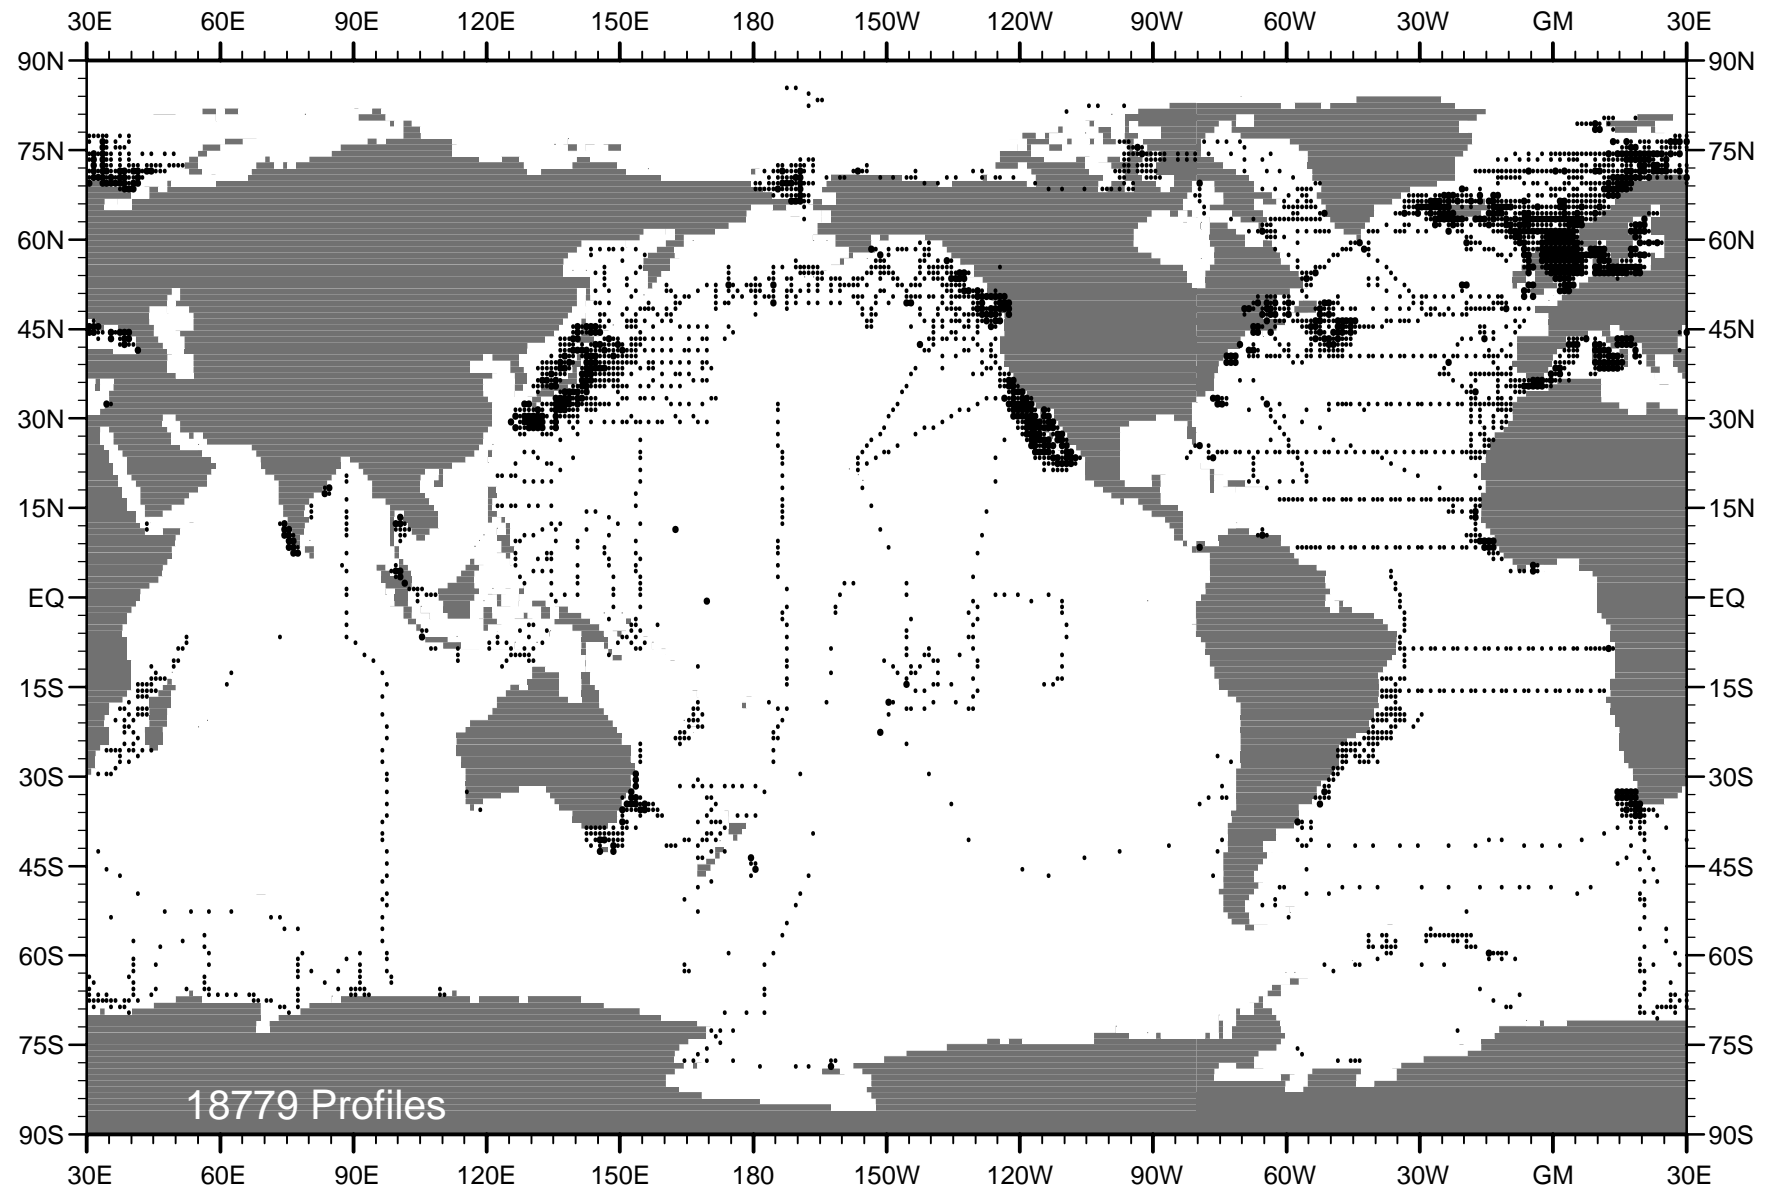 30E 60E 90E 120E 150E 180 150W 120W 90W 60W 30W GM 30E
90N 90N
75N 75N
60N 60N
45N 45N
30N 30N
15N 15N
EQ EQ
15S 15S
30S 30S
45S 45S
60S 60S
75S 75S
18779 Profiles
90S 90S
30E 60E 90E 120E 150E 180 150W 120W 90W 60W 30W GM 30E